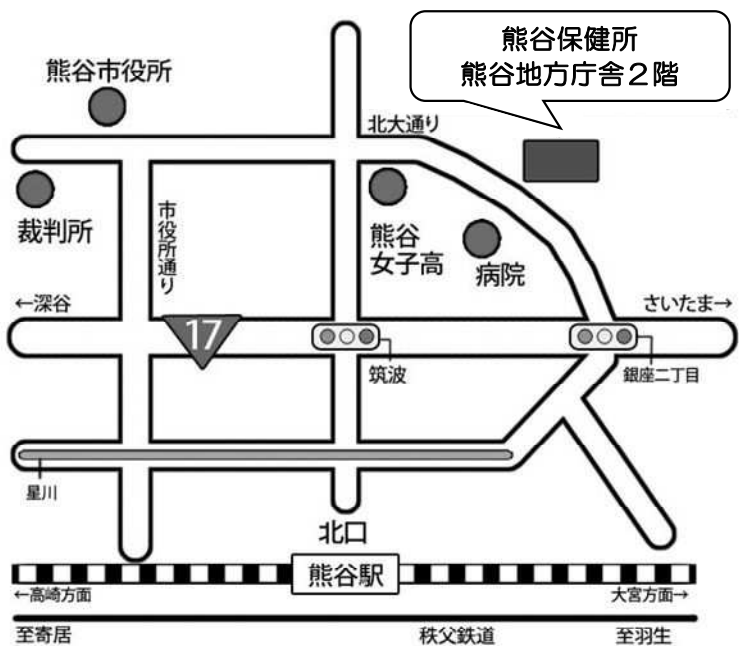 熊谷保健所
熊谷地方庁舎2階
熊谷市役所
北大通り
裁判所
市役所通り
熊谷
女子高
病院
←深谷
さいたま→
17
筑波
銀座二丁目
星川
北口
熊谷駅
←高崎方面
大宮方面→
至寄居
秩父鉄道
至羽生